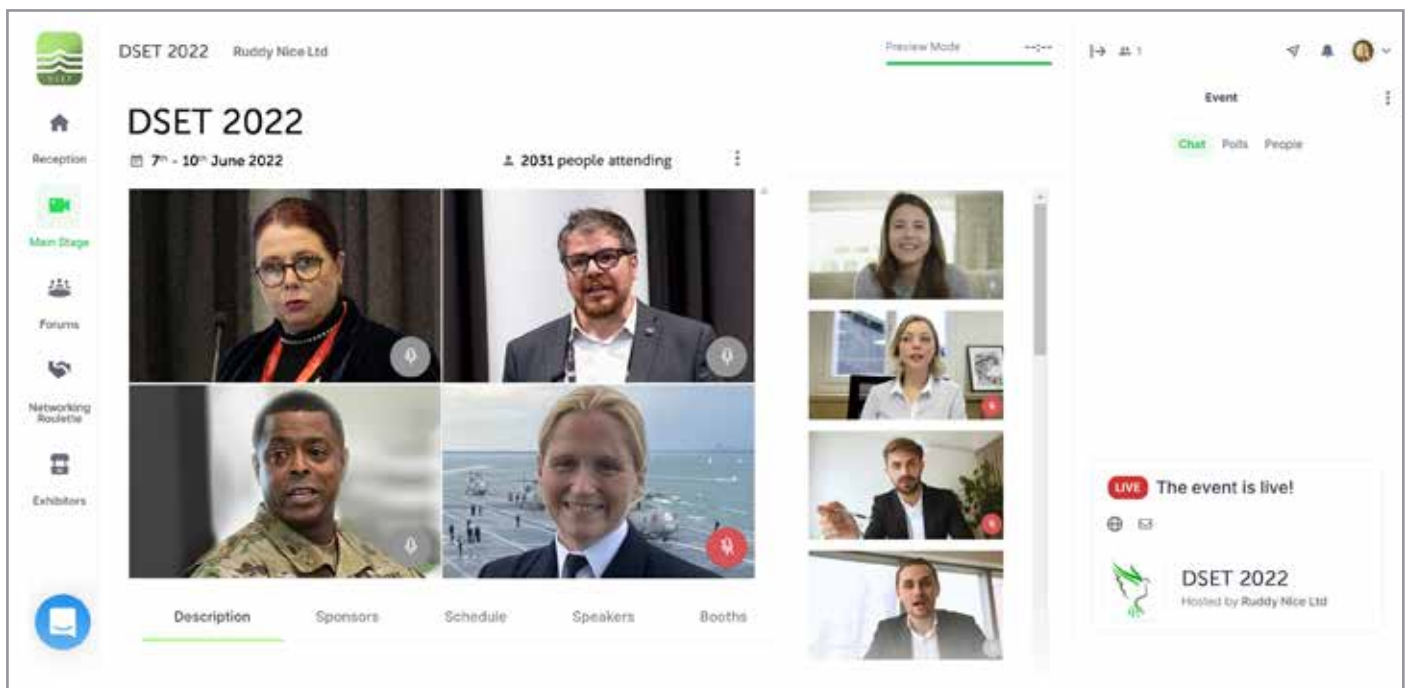 DSET
Reception
Main Stage
Forums
Networking
Roulette
Exhibitors
DSET 2022 Ruddy Nice Ltd
Preview Mode --:--
DSET 2022
7th - 10th June 2022
2031 people attending
Description Sponsors Schedule Speakers Booths
1
Event
Chat Polls People
LIVE The event is live!
DSET 2022
Hosted by Ruddy Nice Ltd